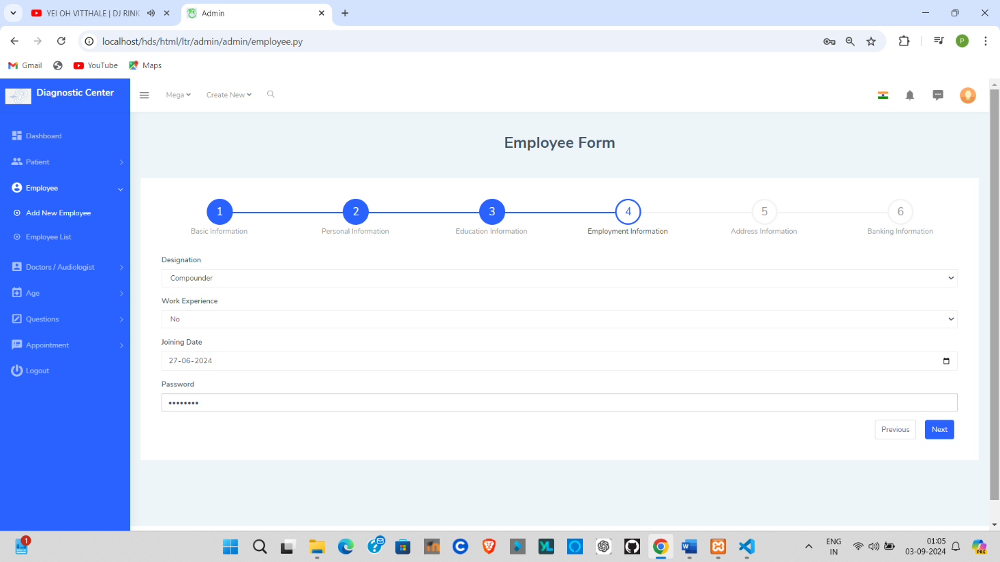 YEI OH VITTHALE | DJ RINK
Admin
localhost/hds/html/ltr/admin/admin/employee.py
P
Gmail
YouTube
Maps
Diagnostic Center
Mega
Create New
Dashboard
Patient
Employee
Add New Employee
Employee List
Doctors / Audiologist
Age
Questions
Appointment
Logout
Employee Form
1
2
3
4
5
6
Basic Information
Personal Information
Education Information
Employment Information
Address Information
Banking Information
Designation
Compounder
Work Experience
No
Joining Date
27-06-2024
Password
••••••••
Previous
Next
1
ENG
IN
01:05
03-09-2024
PRE